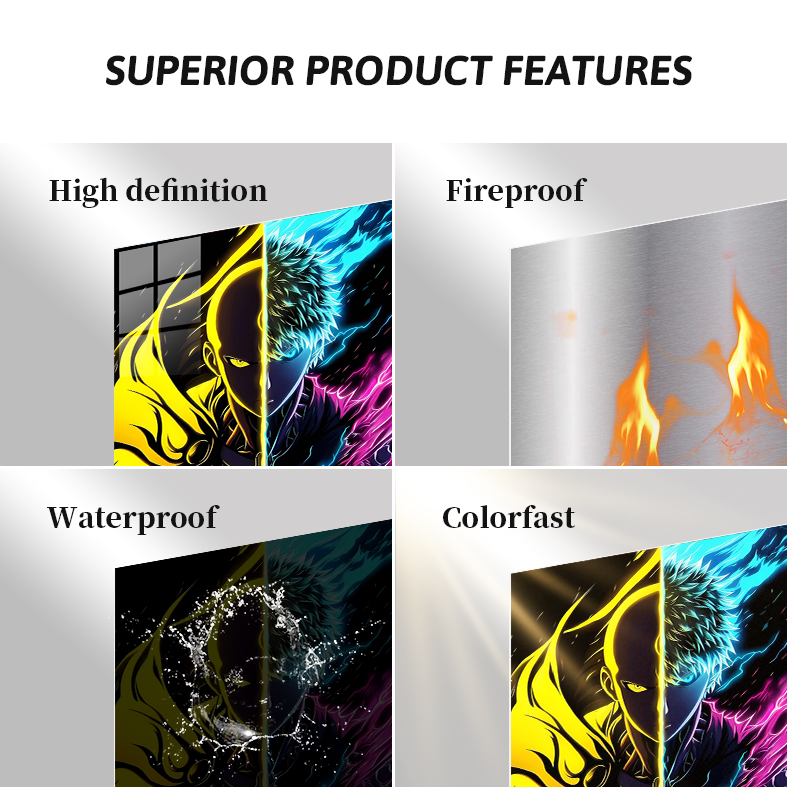 SUPERIOR PRODUCT FEATURES
High definition
Fireproof
Waterproof
Colorfast